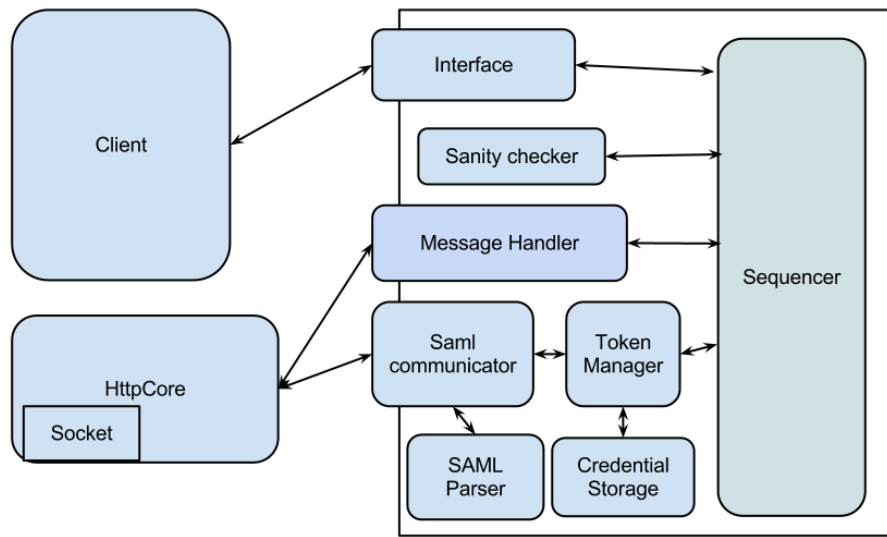 Client
Interface
Sanity checker
Message Handler
Sequencer
HttpCore
Socket
Saml
communicator
Token
Manager
SAML
Parser
Credential
Storage